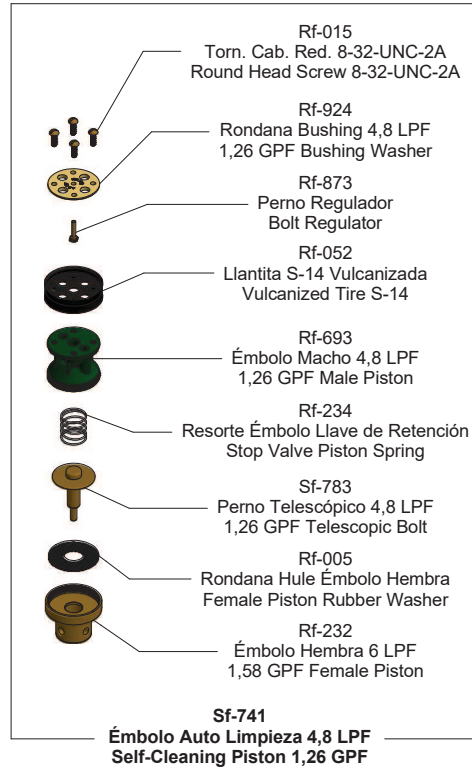 Rf-015
Torn. Cab. Red. 8-32-UNC-2A
Round Head Screw 8-32-UNC-2A
Rf-924
Rondana Bushing 4,8 LPF
1,26 GPF Bushing Washer
Rf-873
Perno Regulador
Bolt Regulator
Rf-052
Llantita S-14 Vulcanizada
Vulcanized Tire S-14
Rf-693
Émbolo Macho 4,8 LPF
1,26 GPF Male Piston
Rf-234
Resorte Émbolo Llave de Retención
Stop Valve Piston Spring
Sf-783
Perno Telescópico 4,8 LPF
1,26 GPF Telescopic Bolt
Rf-005
Rondana Hule Émbolo Hembra
Female Piston Rubber Washer
Rf-232
Émbolo Hembra 6 LPF
1,58 GPF Female Piston
Sf-741
Émbolo Auto Limpieza 4,8 LPF
Self-Cleaning Piston 1,26 GPF